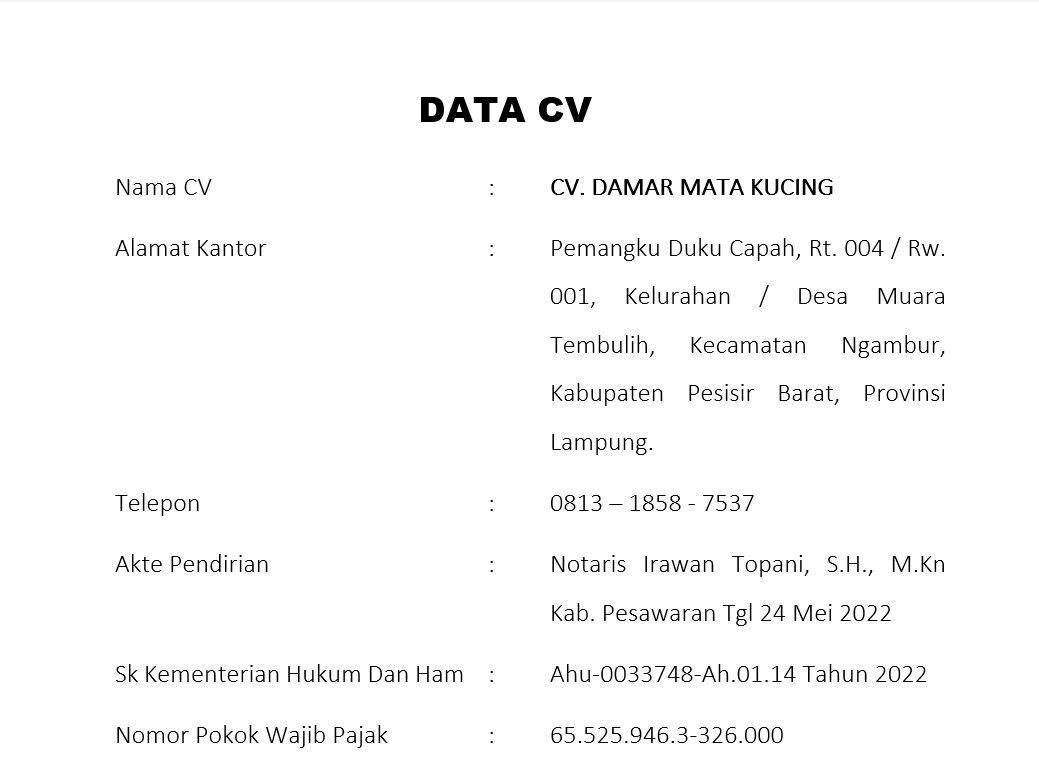 DATA CV
Nama CV : CV. DAMAR MATA KUCING
Alamat Kantor : Pemangku Duku Capah, Rt. 004 / Rw.
001, Kelurahan / Desa Muara
Tembulih, Kecamatan Ngambur,
Kabupaten Pesisir Barat, Provinsi
Lampung.
Telepon : 0813 – 1858 - 7537
Akte Pendirian : Notaris Irawan Topani, S.H., M.Kn
Kab. Pesawaran Tgl 24 Mei 2022
Sk Kementerian Hukum Dan Ham : Ahu-0033748-Ah.01.14 Tahun 2022
Nomor Pokok Wajib Pajak : 65.525.946.3-326.000